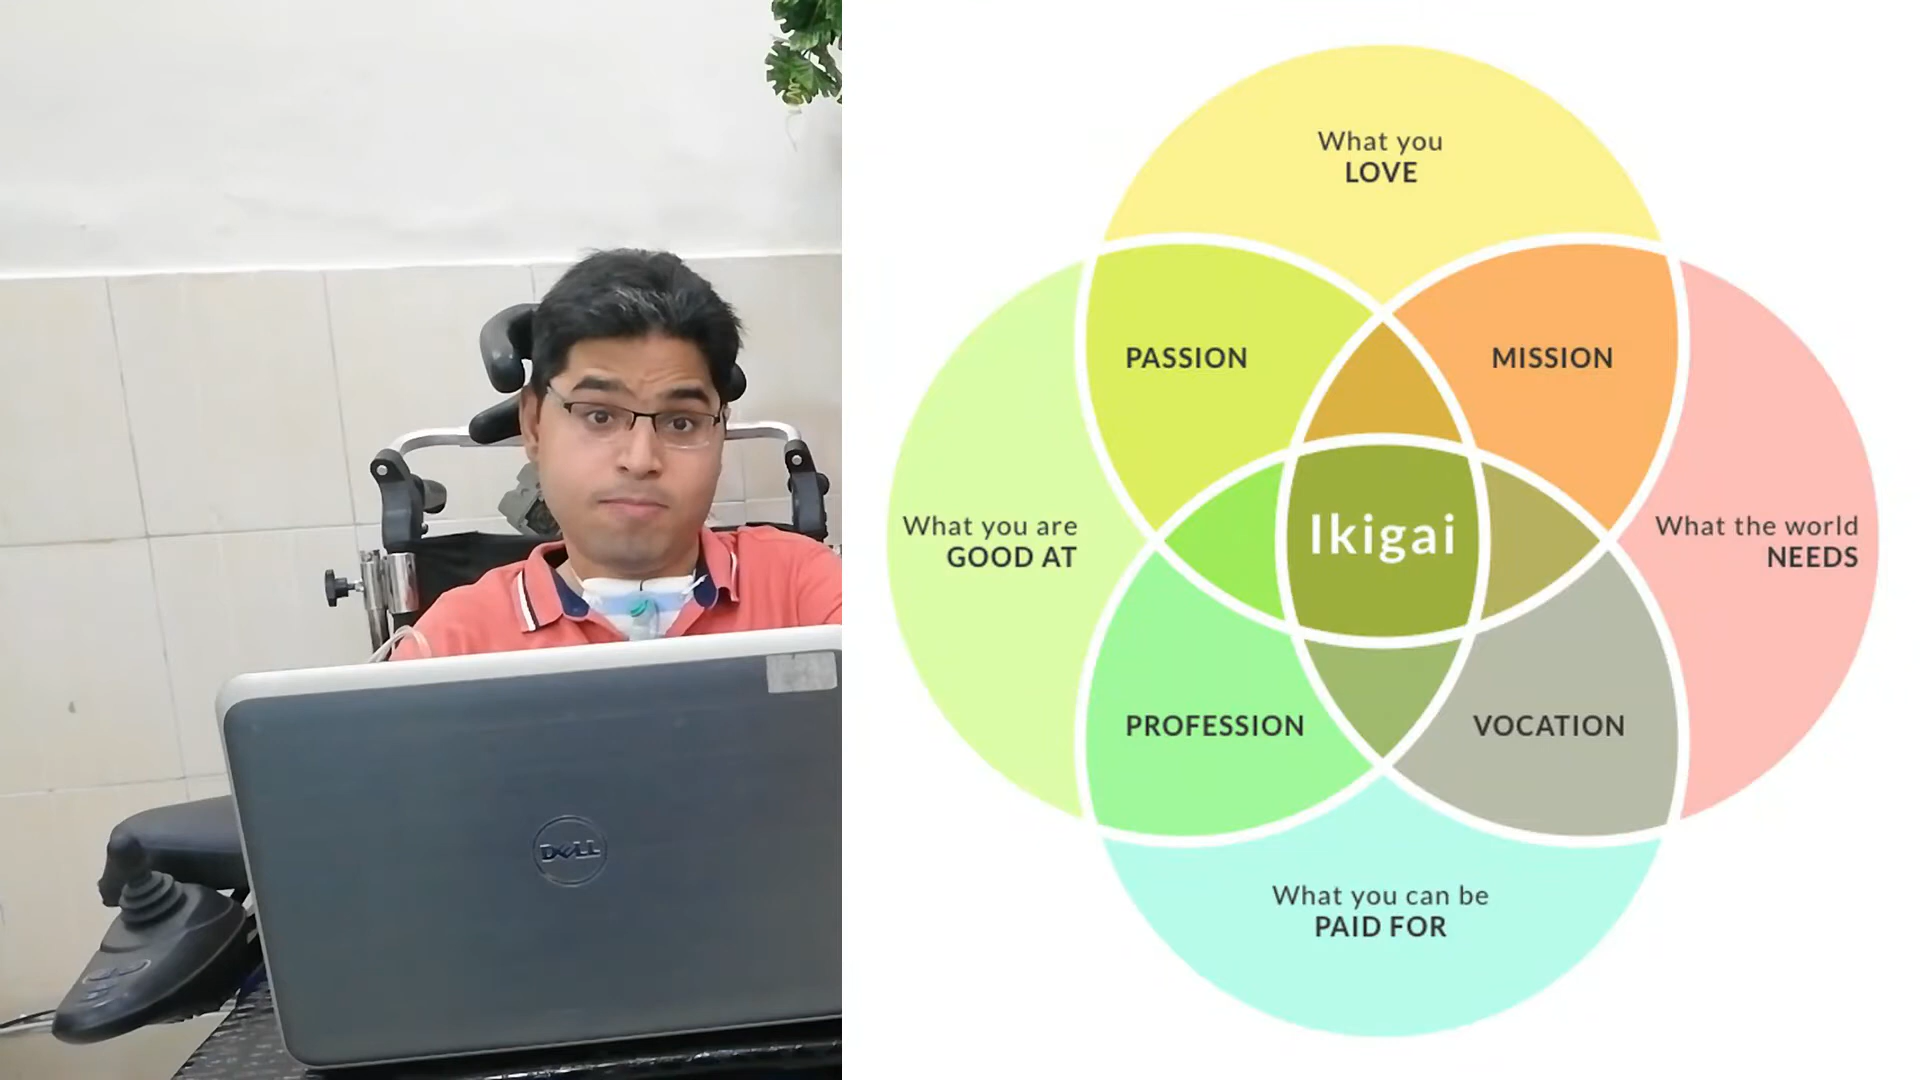 What you
LOVE
PASSION
MISSION
What you are
GOOD AT
Ikigai
What the world
NEEDS
PROFESSION
VOCATION
What you can be
PAID FOR
DELL